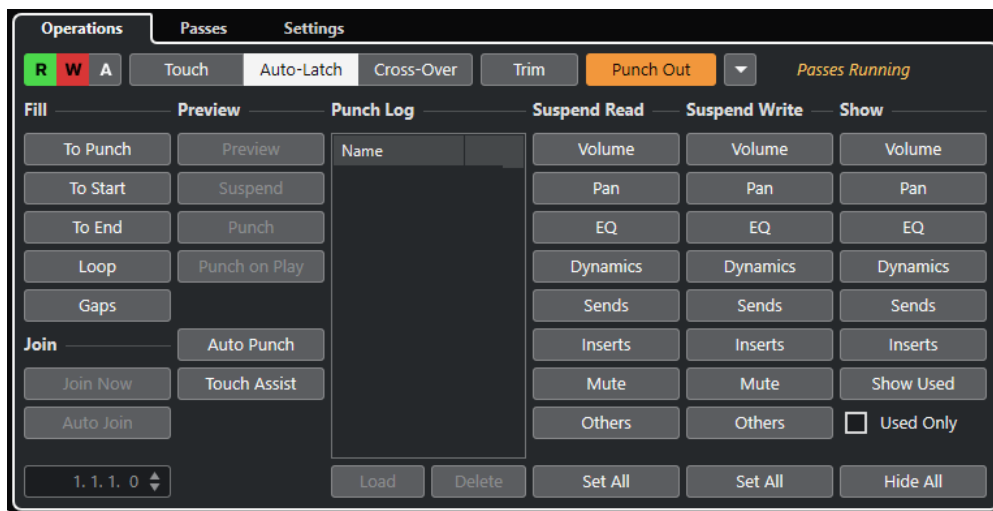 Operations Passes Settings
R W A Touch Auto-Latch Cross-Over Trim Punch Out Passes Running
Fill Preview Punch Log Suspend Read Suspend Write Show
To Punch Preview Name Volume Volume Volume
To Start Suspend Pan Pan Pan
To End Punch EQ EQ EQ
Loop Punch on Play Dynamics Dynamics Dynamics
Gaps Sends Sends Sends
Join Auto Punch Inserts Inserts Inserts
Join Now Touch Assist Mute Mute Show Used
Auto Join Others Others Used Only
1. 1. 1. 0 Load Delete Set All Set All Hide All